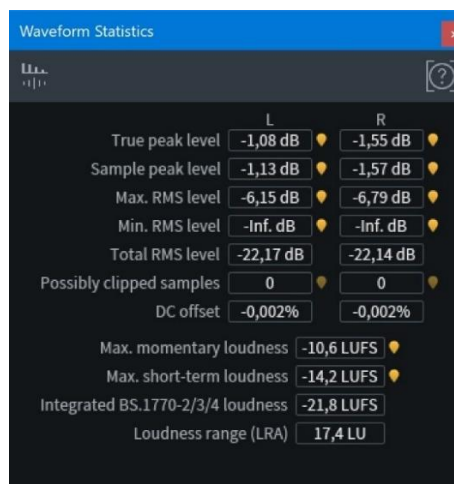 Waveform Statistics
L R
True peak level -1,08 dB -1,55 dB
Sample peak level -1,13 dB -1,57 dB
Max. RMS level -6,15 dB -6,79 dB
Min. RMS level -Inf. dB -Inf. dB
Total RMS level -22,17 dB -22,14 dB
Possibly clipped samples 0 0
DC offset -0,002% -0,002%
Max. momentary loudness -10,6 LUFS
Max. short-term loudness -14,2 LUFS
Integrated BS.1770-2/3/4 loudness -21,8 LUFS
Loudness range (LRA) 17,4 LU